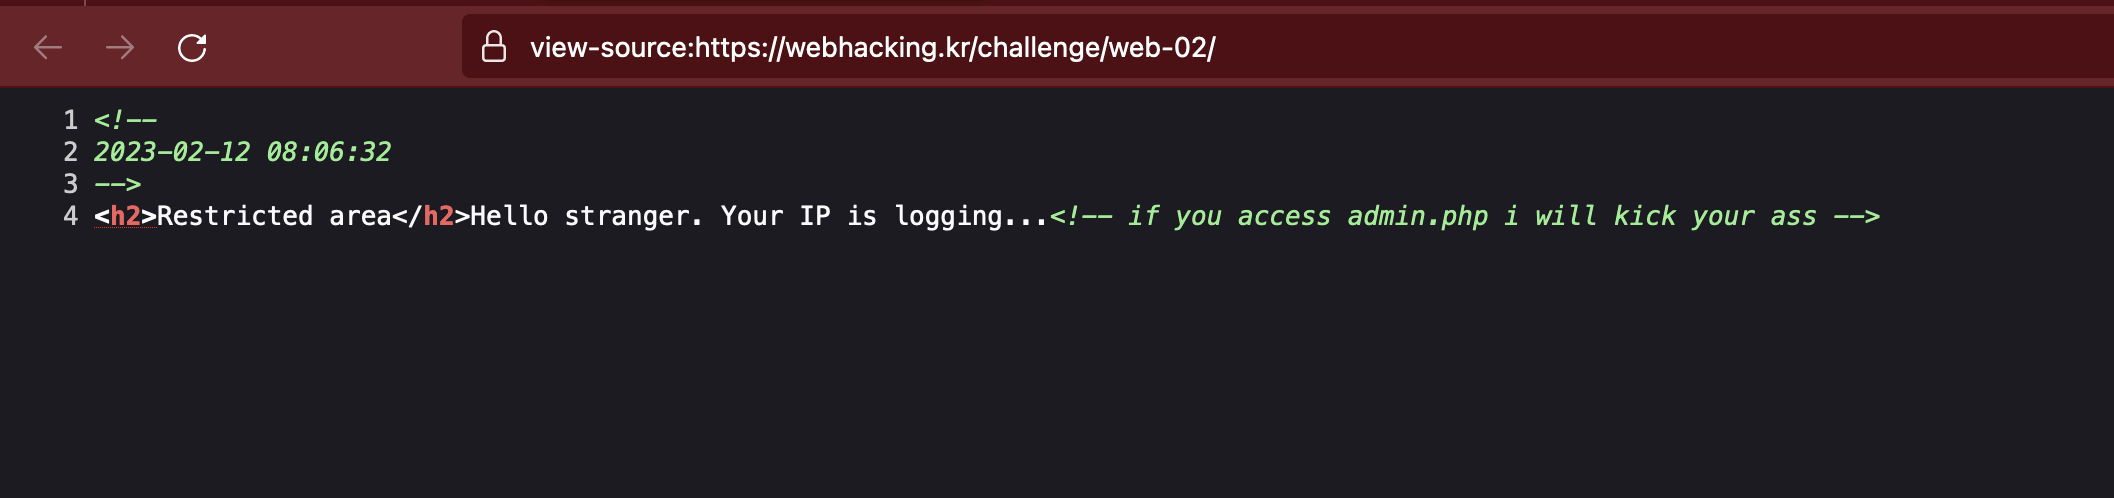 view-source:https://webhacking.kr/challenge/web-02/
1 <!--
2 2023-02-12 08:06:32
3 -->
4 <h2>Restricted area</h2>Hello stranger. Your IP is logging...<!-- if you access admin.php i will kick your ass -->